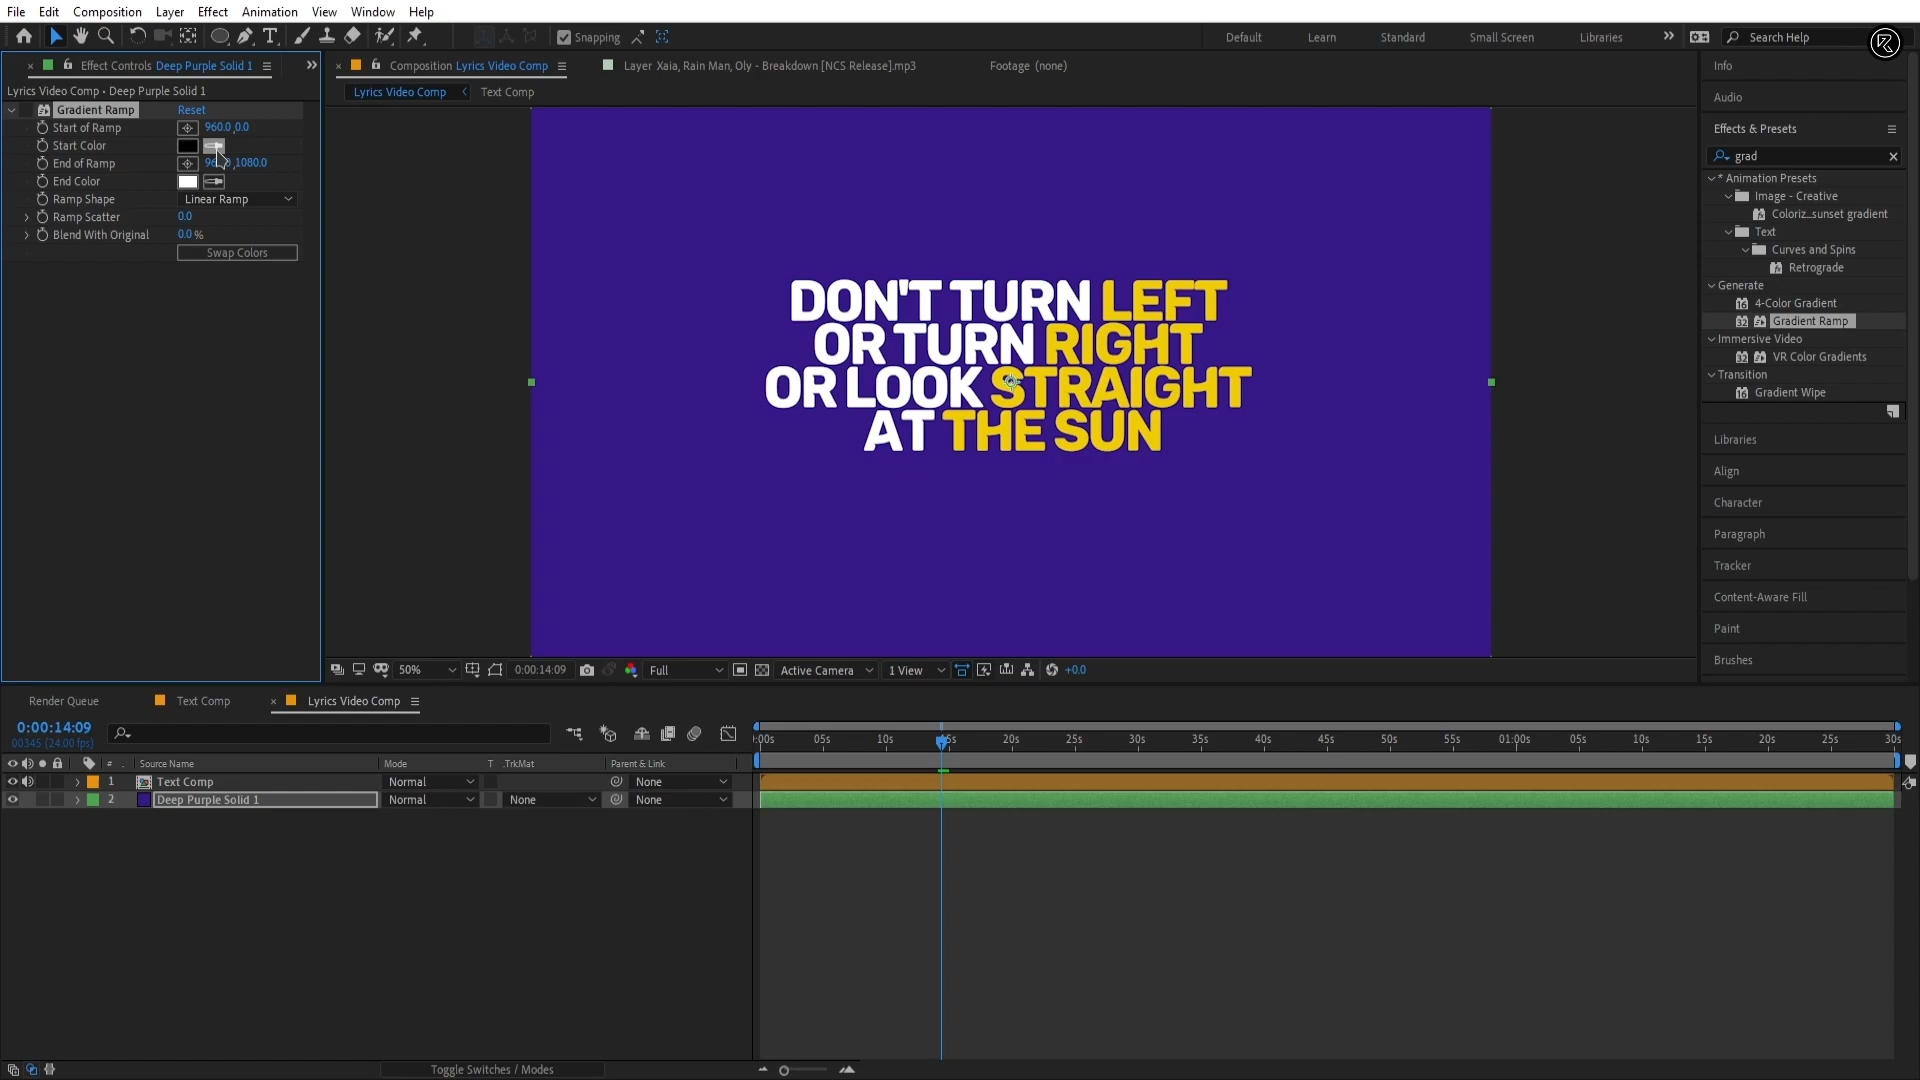 File Edit Composition Layer Effect Animation View Window Help
Snapping Default Learn Standard Small Screen Libraries Search Help
Effect Controls Deep Purple Solid 1
Composition Lyrics Video Comp
Layer Xaia, Rain Man, Oly - Breakdown [NCS Release].mp3
Footage (none)
Lyrics Video Comp • Deep Purple Solid 1
Gradient Ramp Reset
Start of Ramp 960.0,0.0
Start Color
End of Ramp ,1080.0
End Color
Ramp Shape Linear Ramp
Ramp Scatter 0.0
Blend With Original 0.0 %
Swap Colors
Lyrics Video Comp Text Comp
DON'T TURN LEFT
OR TURN RIGHT
OR LOOK STRAIGHT
AT THE SUN
50% 0:00:14:09 Full Active Camera 1 View +0.0
Info
Audio
Effects & Presets
grad
* Animation Presets
Image - Creative
Coloriz...sunset gradient
Text
Curves and Spins
Retrograde
Generate
16 4-Color Gradient
32 Gradient Ramp
Immersive Video
32 VR Color Gradients
Transition
16 Gradient Wipe
Libraries
Align
Character
Paragraph
Tracker
Content-Aware Fill
Paint
Brushes
Render Queue Text Comp Lyrics Video Comp
0:00:14:09
00345 (24.00 fps)
:00s 05s 10s 20s 25s 30s 35s 40s 45s 50s 55s 01:00s 05s 10s 15s 20s 25s 30s
# Source Name Mode T .TrkMat Parent & Link
1 Text Comp Normal None
2 Deep Purple Solid 1 Normal None None
Toggle Switches / Modes